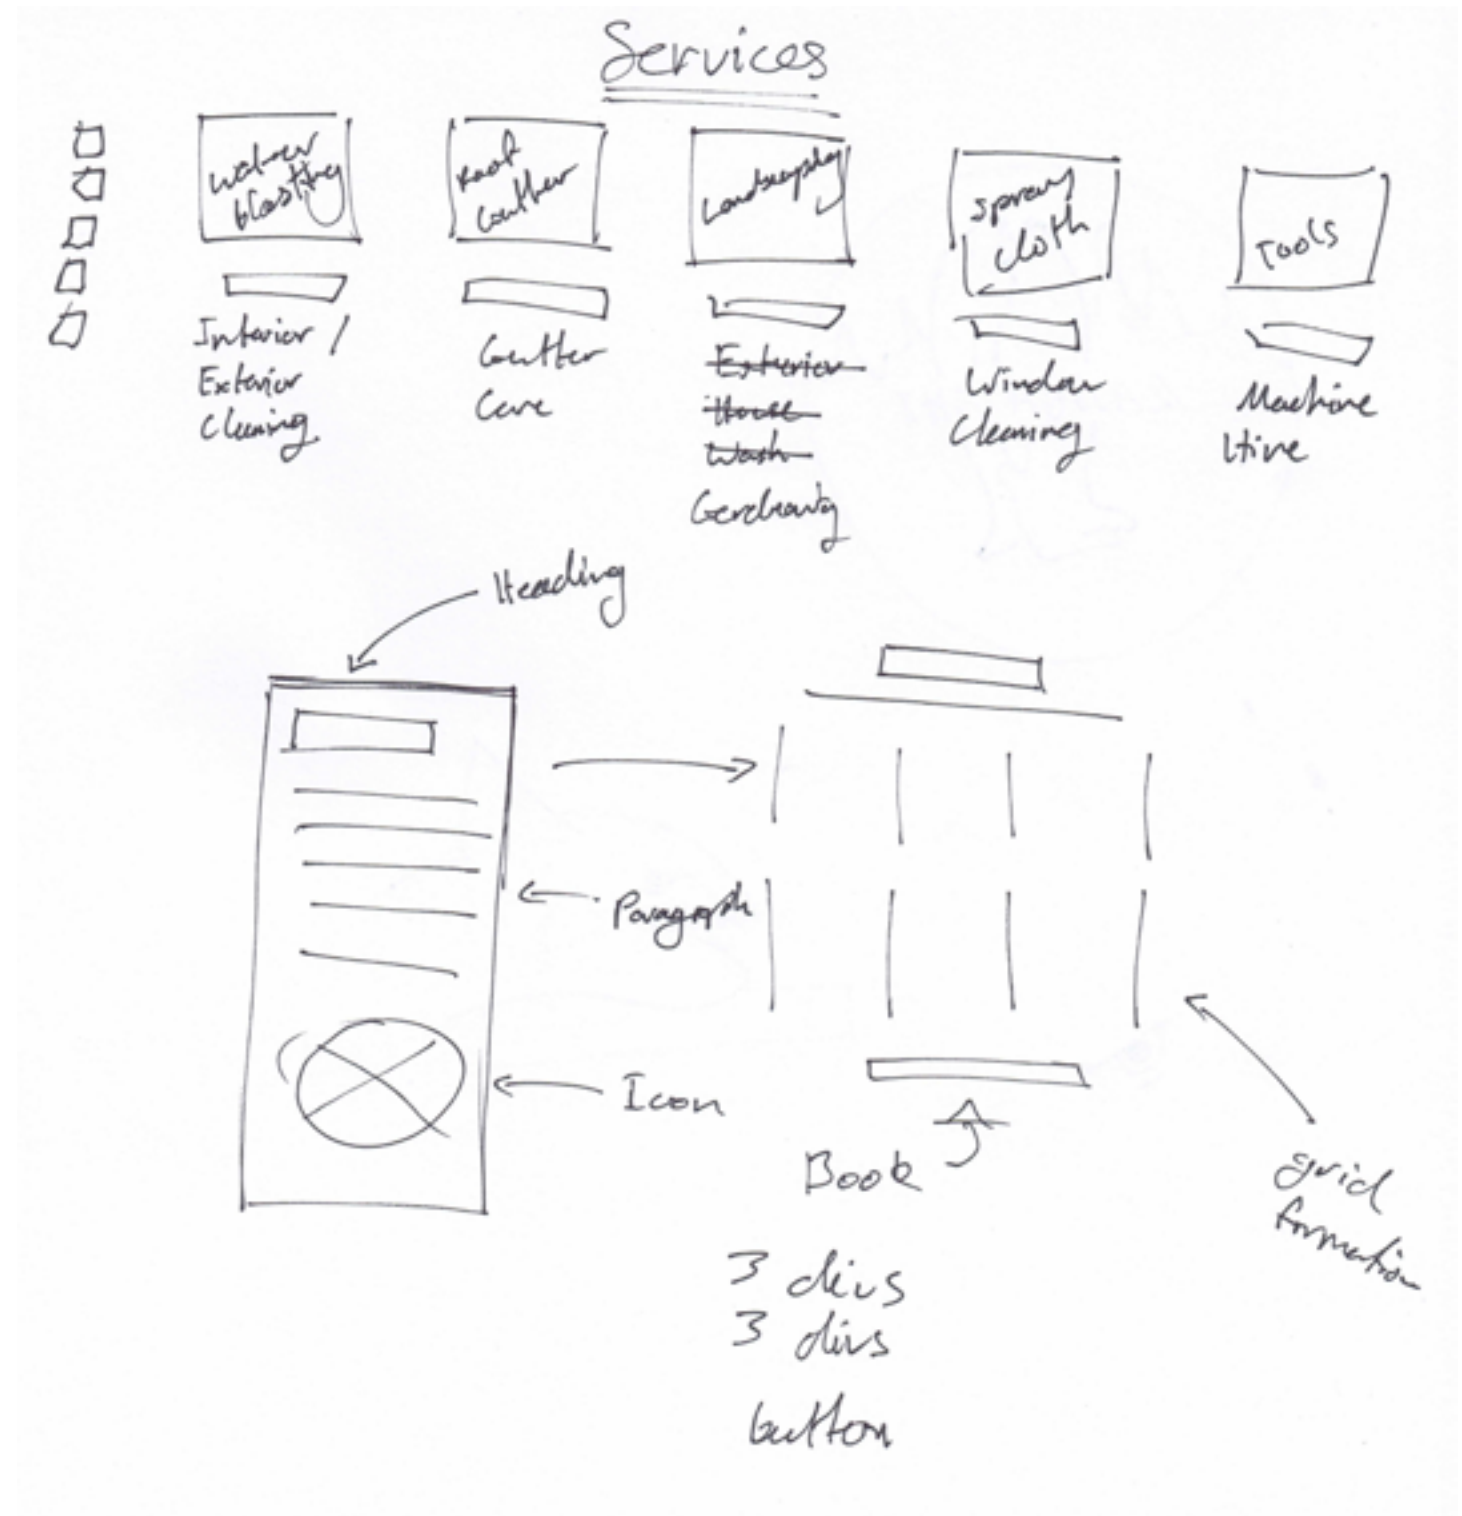 Services
Water
blasting
Roof
Gutter
Landscaping
spray
cloth
Tools
Interior /
Exterior
Cleaning
Gutter
Care
Exterior
House
Wash
Gardening
Window
Cleaning
Machine
Hire
Heading
Paragraph
Icon
Book
grid
formation
3 divs
3 divs
button